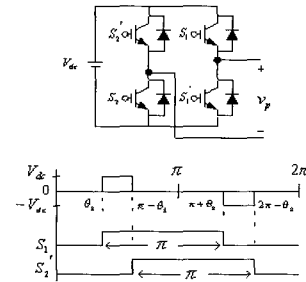 S₂' S₁
V_dc
S₂ S₁'
+
v_p
−
V_dc π 2π
0
−V_dc θ₂ π−θ₂ π+θ₂ 2π−θ₂
S₁ π
S₂' π